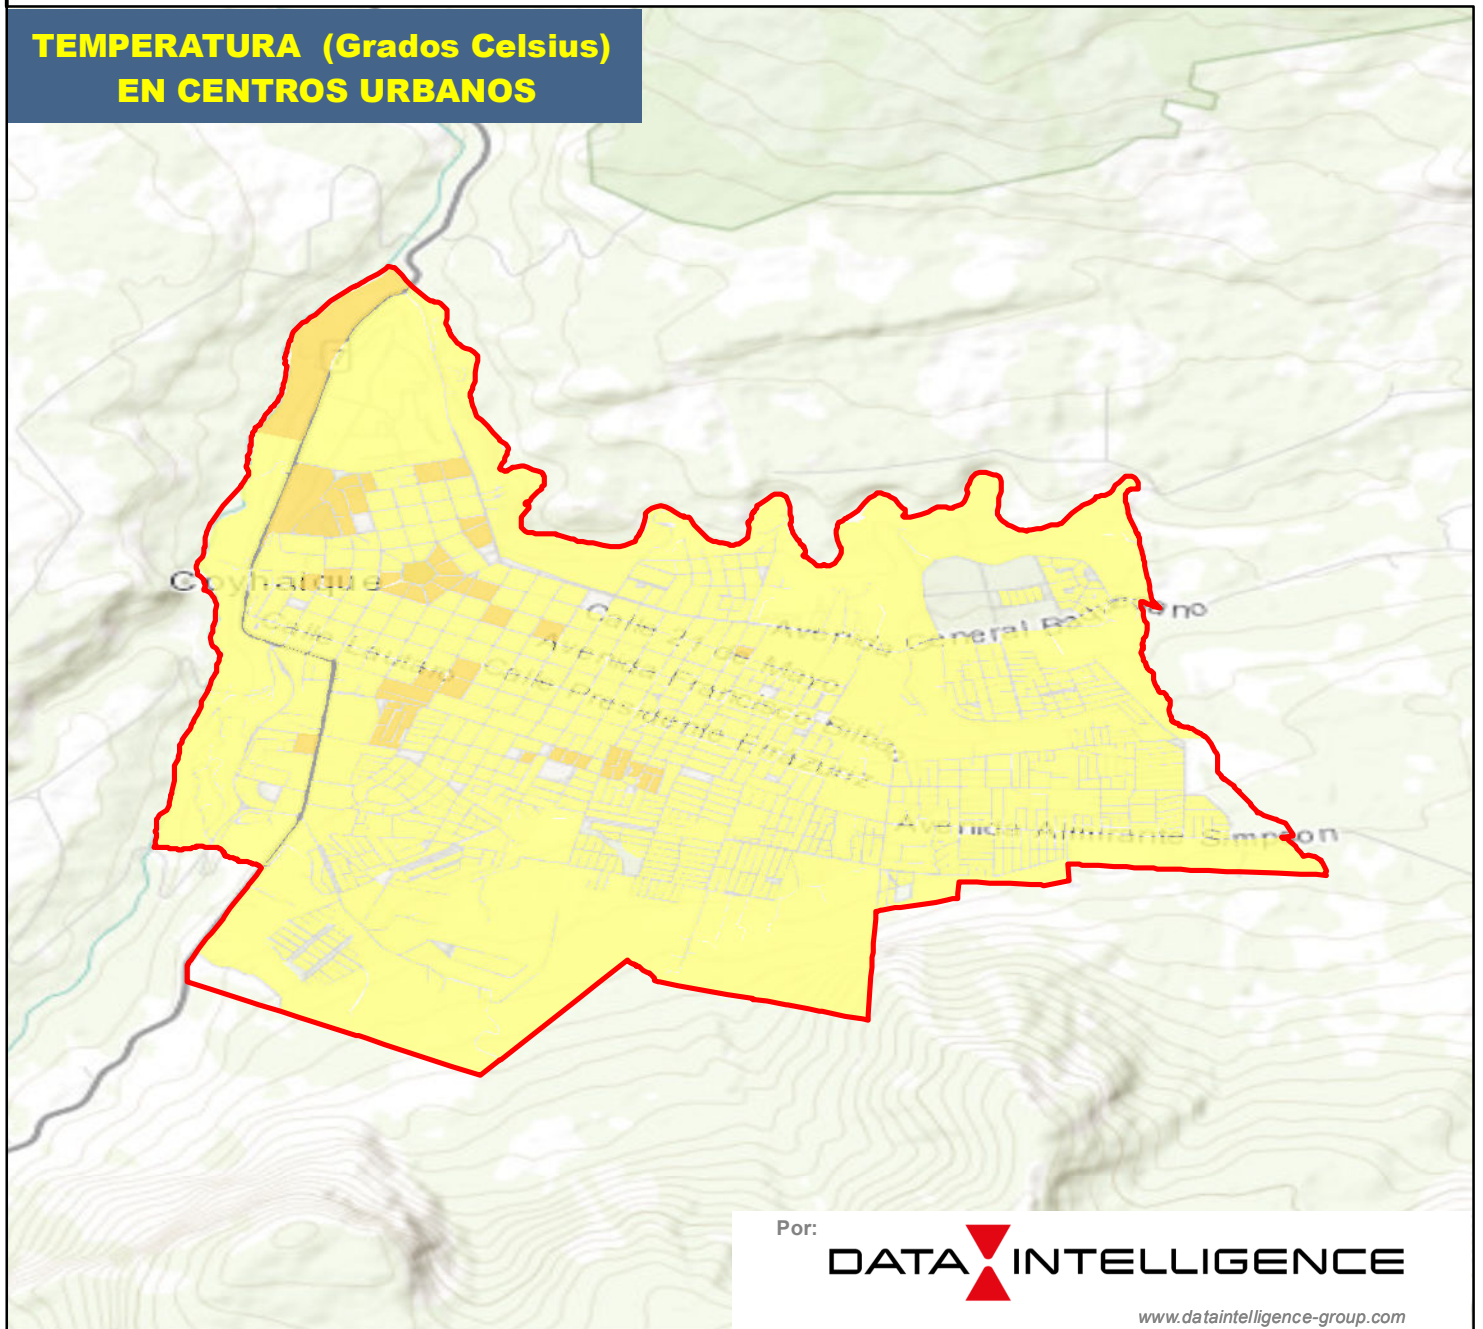 TEMPERATURA (Grados Celsius)
EN CENTROS URBANOS
7
Coyhaique
Calle Lautaro
Calle 21 de Mayo
Avenida General Baquedano
Avenida Francisco Bilbao
Calle Presidente Errázuriz
Avenida Almirante Simpson
Por:
DATA INTELLIGENCE
www.dataintelligence-group.com